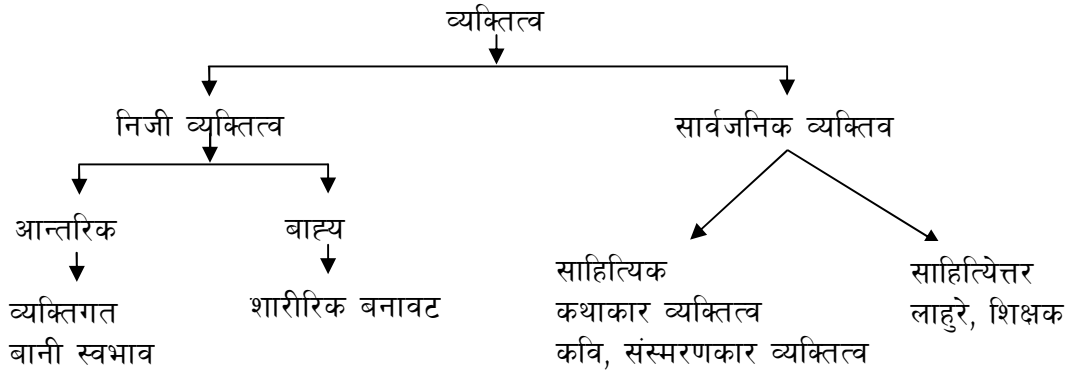 व्यक्तित्व
निजी व्यक्तित्व
सार्वजनिक व्यक्तिव
आन्तरिक
बाह्य
व्यक्तिगत
बानी स्वभाव
शारीरिक बनावट
साहित्यिक
कथाकार व्यक्तित्व
कवि, संस्मरणकार व्यक्तित्व
साहित्यिेत्तर
लाहुरे, शिक्षक